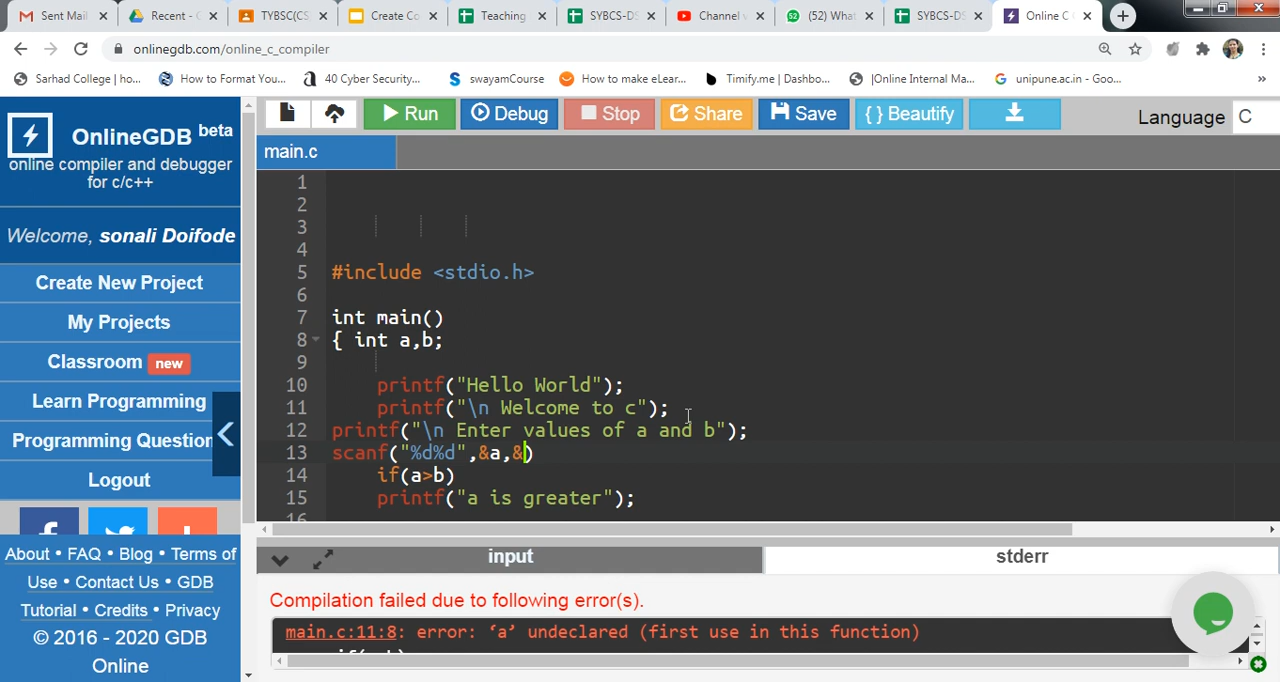 Sent Mail
Recent -
TYBSC(CS
Create Co
Teaching
SYBCS-DS
Channel v
(52) What
SYBCS-DS
Online C
onlinegdb.com/online_c_compiler
Sarhad College | ho...
How to Format You...
40 Cyber Security...
swayamCourse
How to make eLear...
Timify.me | Dashbo...
|Online Internal Ma...
unipune.ac.in - Goo...
»
OnlineGDB beta
online compiler and debugger
for c/c++
Welcome, sonali Doifode
Create New Project
My Projects
Classroom new
Learn Programming
Programming Question
Logout
About • FAQ • Blog • Terms of
Use • Contact Us • GDB
Tutorial • Credits • Privacy
© 2016 - 2020 GDB
Online
Run
Debug
Stop
Share
Save
{ } Beautify
Language
C
main.c
1
2
3
4
5 #include <stdio.h>
6
7 int main()
8 { int a,b;
9
10 printf("Hello World");
11 printf("\n Welcome to c");
12 printf("\n Enter values of a and b");
13 scanf("%d%d",&a,&)
14 if(a>b)
15 printf("a is greater");
16
input
stderr
Compilation failed due to following error(s).
main.c:11:8: error: ‘a’ undeclared (first use in this function)